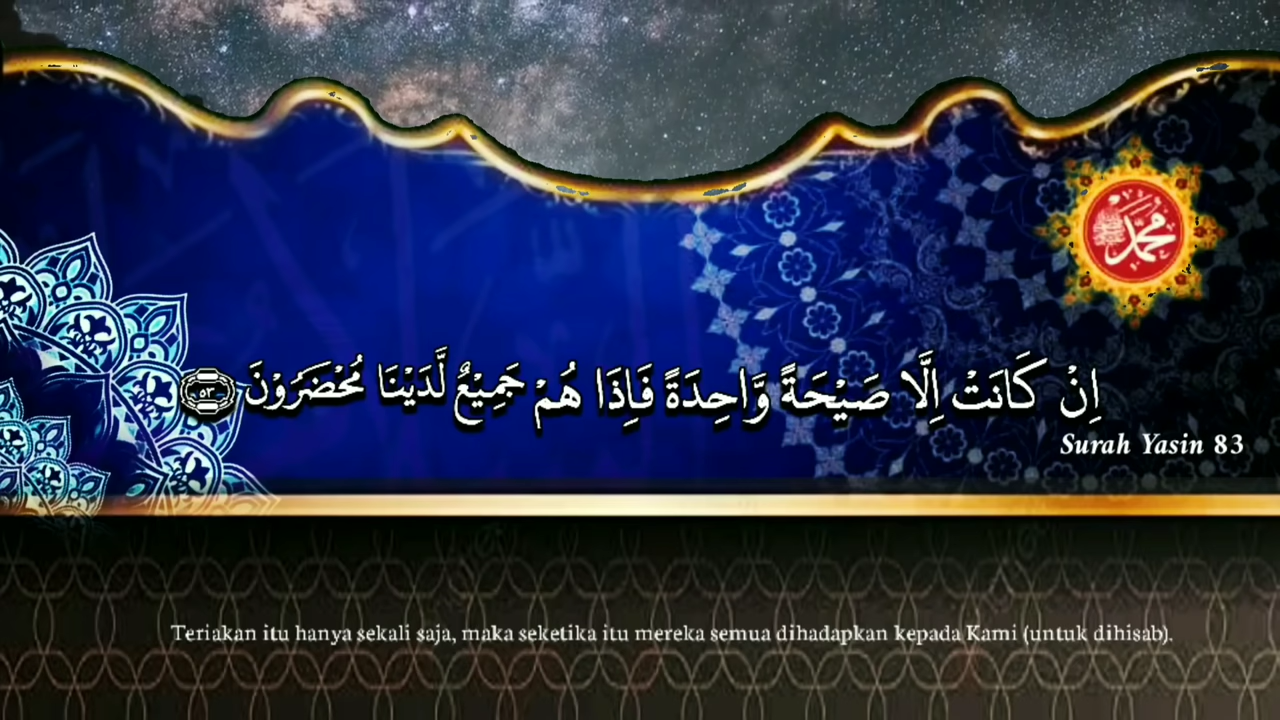 محمد
اِنْ كَانَتْ اِلَّا صَيْحَةً وَّاحِدَةً فَاِذَا هُمْ جَمِيْعٌ لَّدَيْنَا مُحْضَرُوْنَ ٥٣
Surah Yasin 83
Teriakan itu hanya sekali saja, maka seketika itu mereka semua dihadapkan kepada Kami (untuk dihisab).